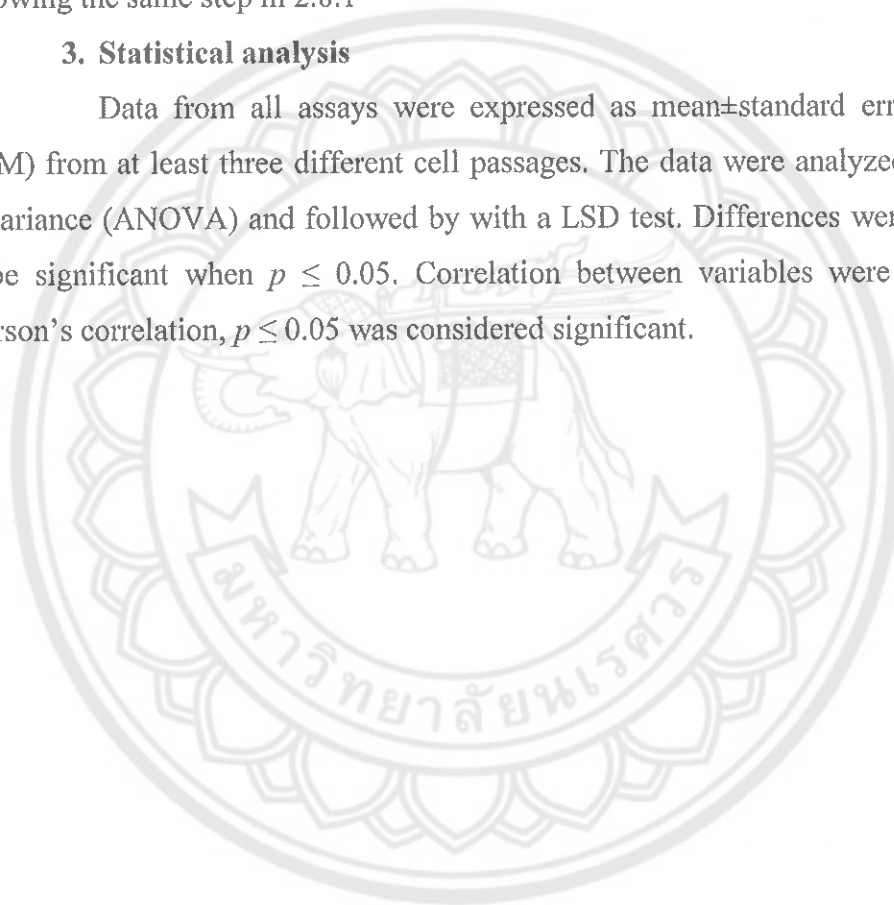 owing the same step in 2.8.1
3. Statistical analysis
Data from all assays were expressed as mean±standard err
M) from at least three different cell passages. The data were analyzed
ariance (ANOVA) and followed by with a LSD test. Differences wer
be significant when p ≤ 0.05. Correlation between variables were
rson's correlation, p ≤ 0.05 was considered significant.
มหาวิทยาลัยนเรศวร